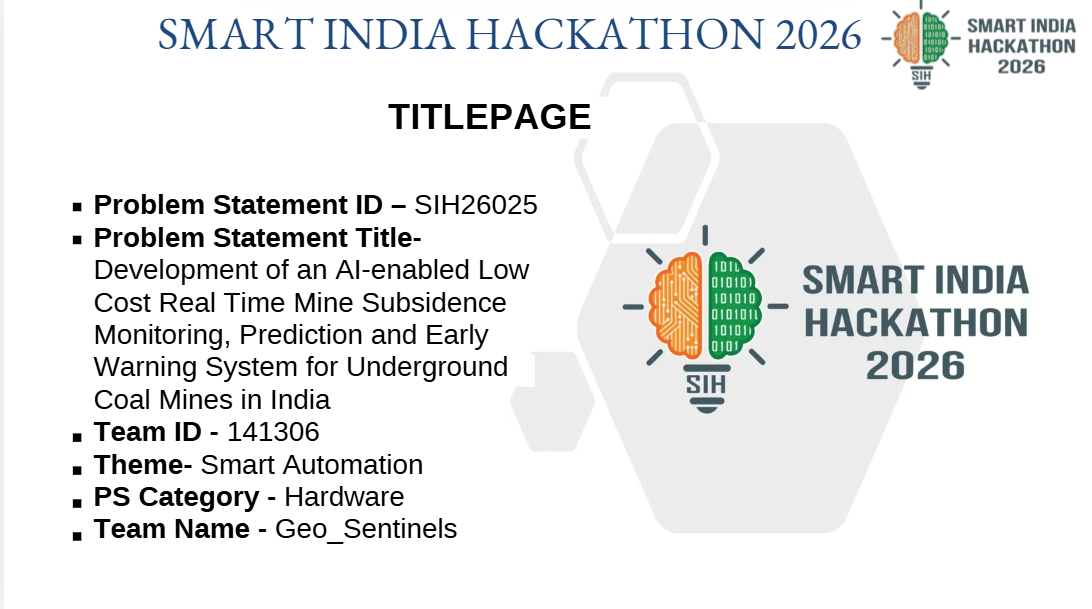 SMART INDIA HACKATHON 2026
SMART INDIA
HACKATHON
2026
SIH
TITLEPAGE
▪ Problem Statement ID – SIH26025
▪ Problem Statement Title-
Development of an AI-enabled Low
Cost Real Time Mine Subsidence
Monitoring, Prediction and Early
Warning System for Underground
Coal Mines in India
▪ Team ID - 141306
▪ Theme- Smart Automation
▪ PS Category - Hardware
▪ Team Name - Geo_Sentinels
SMART INDIA
HACKATHON
2026
SIH